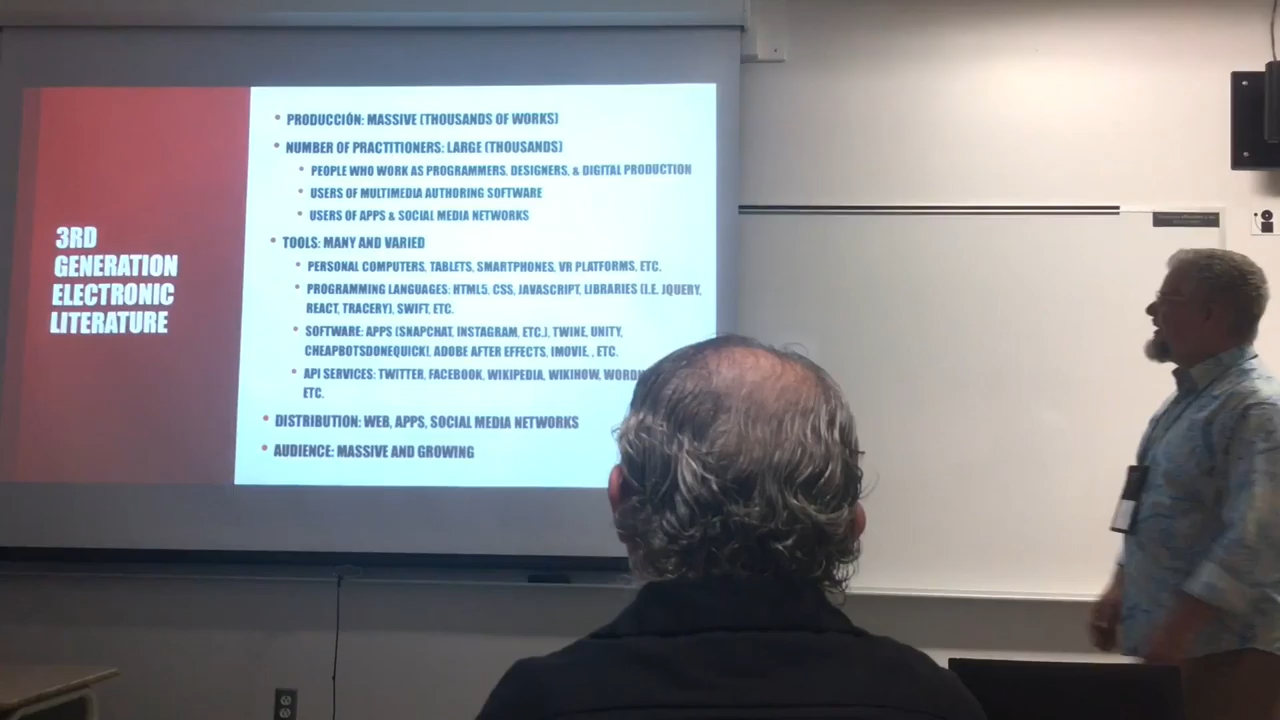 3RD
GENERATION
ELECTRONIC
LITERATURE
• PRODUCCIÓN: MASSIVE (THOUSANDS OF WORKS)
• NUMBER OF PRACTITIONERS: LARGE (THOUSANDS)
• PEOPLE WHO WORK AS PROGRAMMERS, DESIGNERS, & DIGITAL PRODUCTION
• USERS OF MULTIMEDIA AUTHORING SOFTWARE
• USERS OF APPS & SOCIAL MEDIA NETWORKS
• TOOLS: MANY AND VARIED
• PERSONAL COMPUTERS, TABLETS, SMARTPHONES, VR PLATFORMS, ETC.
• PROGRAMMING LANGUAGES: HTML5, CSS, JAVASCRIPT, LIBRARIES (I.E. JQUERY,
REACT, TRACERY), SWIFT, ETC.
• SOFTWARE: APPS (SNAPCHAT, INSTAGRAM, ETC.), TWINE, UNITY,
CHEAPBOTSDONEQUICK!, ADOBE AFTER EFFECTS, IMOVIE, , ETC.
• API SERVICES: TWITTER, FACEBOOK, WIKIPEDIA, WIKIHOW,
ETC.
• DISTRIBUTION: WEB, APPS, SOCIAL MEDIA NETWORKS
• AUDIENCE: MASSIVE AND GROWING